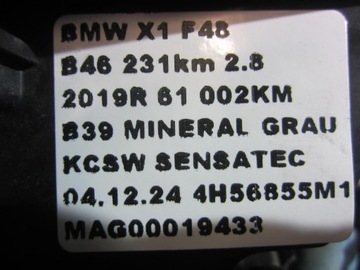 BMW X1 F48
B46 231km 2.8
2019R 61 002KM
B39 MINERAL GRAU
KCSW SENSATEC
04.12.24 4H56855M1
MAG00019433